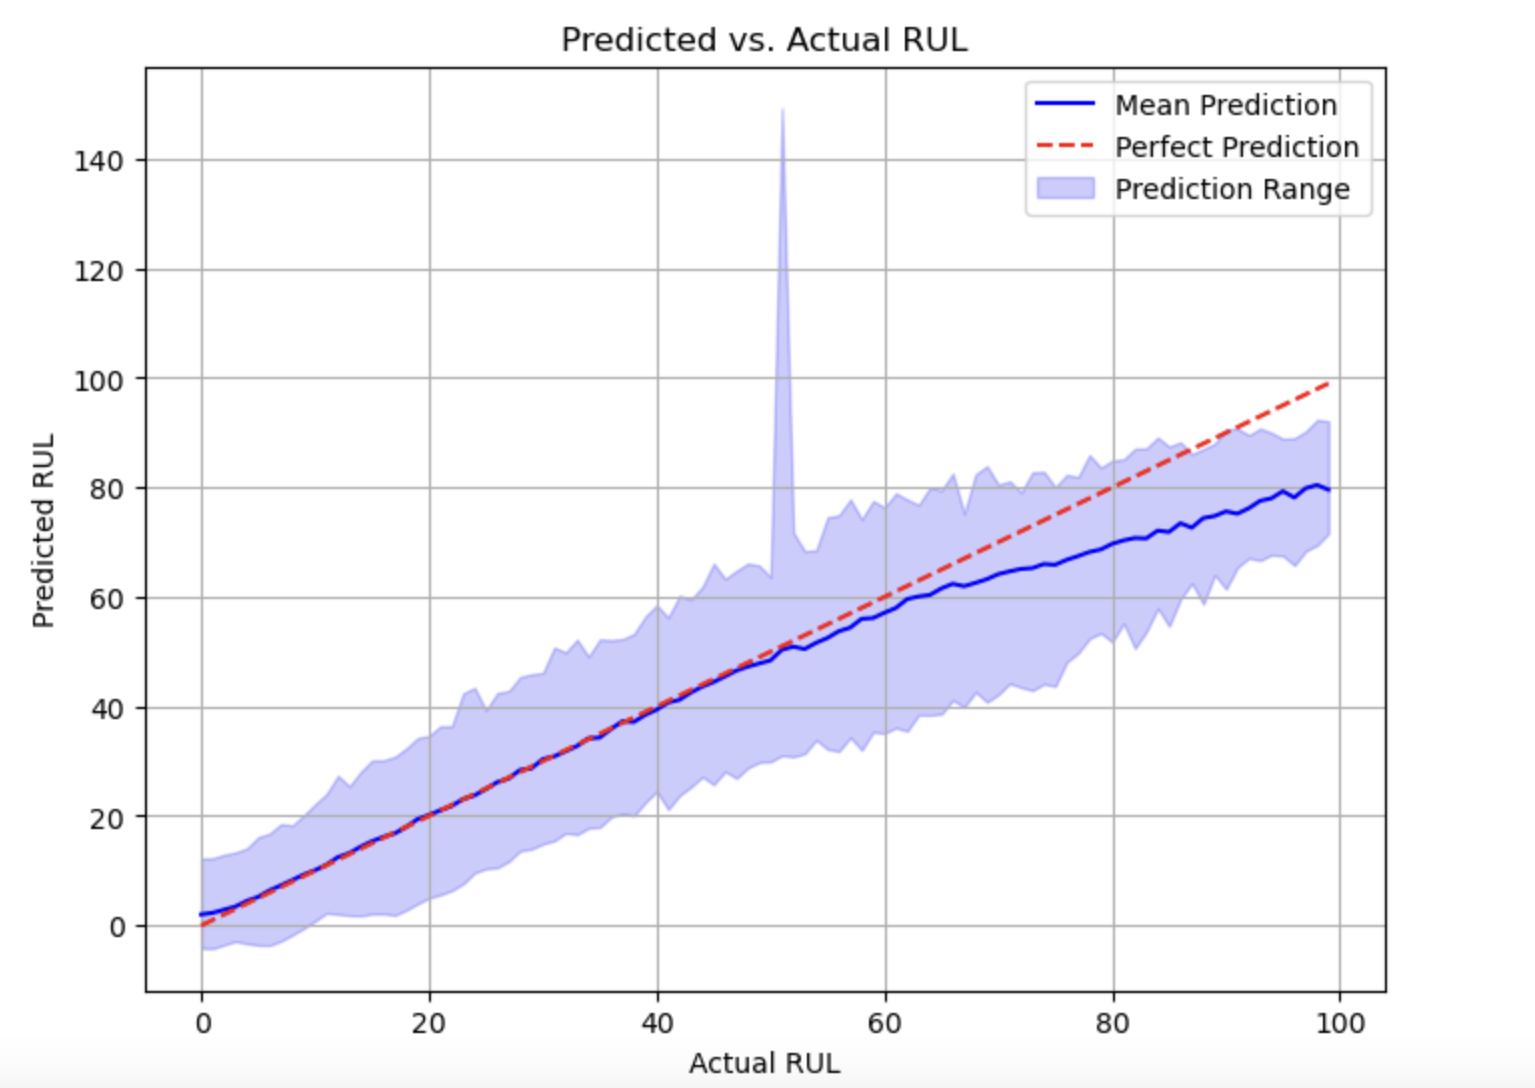 Predicted vs. Actual RUL
Mean Prediction
Perfect Prediction
Prediction Range
140
120
100
80
60
40
20
0
Predicted RUL
0 20 40 60 80 100
Actual RUL